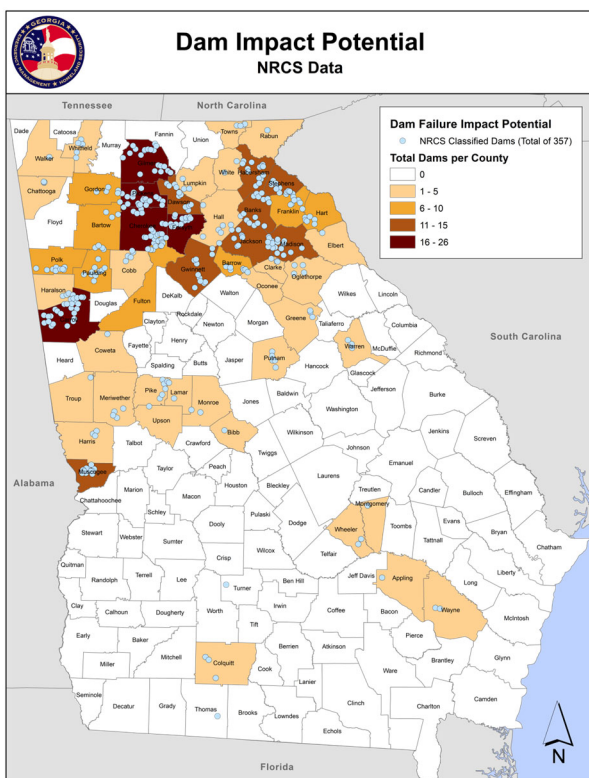 GEORGIA
EMERGENCY MANAGEMENT
HOMELAND SECURITY
Dam Impact Potential
NRCS Data
Tennessee
North Carolina
Dam Failure Impact Potential
NRCS Classified Dams (Total of 357)
Total Dams per County
0
1 - 5
6 - 10
11 - 15
16 - 26
Dade
Catoosa
Fannin
Towns
Rabun
Union
Murray
Whitfield
Walker
White
Habersham
Lumpkin
Stephens
Chattooga
Gordon
Dawson
Banks
Franklin
Hart
Floyd
Bartow
Hall
Jackson
Madison
Elbert
Polk
Cobb
Barrow
Clarke
Oglethorpe
Paulding
Gwinnett
Haralson
Oconee
Wilkes
Lincoln
Douglas
Fulton
DeKalb
Walton
Rockdale
Clayton
Newton
Morgan
Greene
Taliaferro
Columbia
McDuffie
Warren
Richmond
South Carolina
Heard
Coweta
Fayette
Henry
Spalding
Butts
Jasper
Putnam
Hancock
Glascock
Jefferson
Burke
Troup
Meriwether
Pike
Lamar
Monroe
Jones
Baldwin
Washington
Upson
Bibb
Wilkinson
Jenkins
Screven
Harris
Talbot
Crawford
Twiggs
Johnson
Emanuel
Muscogee
Taylor
Peach
Laurens
Candler
Bulloch
Effingham
Alabama
Chattahoochee
Marion
Macon
Houston
Bleckley
Treutlen
Montgomery
Schley
Pulaski
Dodge
Wheeler
Toombs
Evans
Bryan
Chatham
Stewart
Webster
Sumter
Dooly
Wilcox
Telfair
Tattnall
Quitman
Crisp
Liberty
Randolph
Terrell
Lee
Turner
Ben Hill
Jeff Davis
Appling
Long
Clay
Calhoun
Dougherty
Worth
Irwin
Coffee
Bacon
Wayne
McIntosh
Tift
Early
Baker
Berrien
Atkinson
Pierce
Miller
Mitchell
Colquitt
Cook
Ware
Brantley
Glynn
Lanier
Seminole
Decatur
Grady
Thomas
Brooks
Lowndes
Clinch
Charlton
Camden
Echols
Florida
N